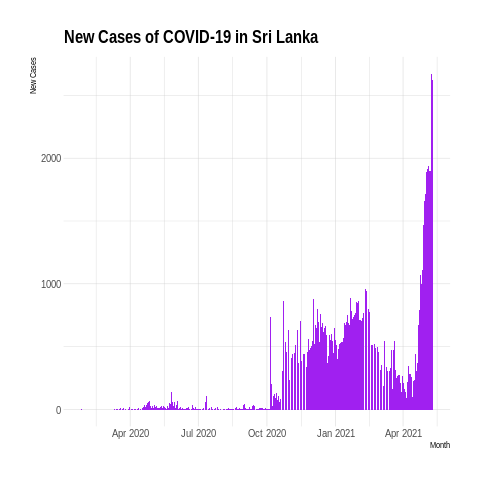 New Cases of COVID-19 in Sri Lanka
New Cases
2000
1000
0
Apr 2020 Jul 2020 Oct 2020 Jan 2021 Apr 2021
Month